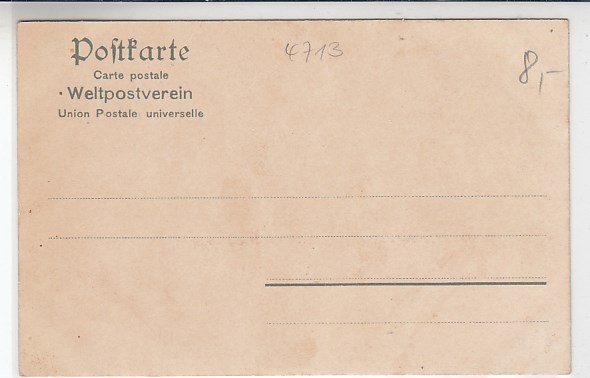 Postkarte
Carte postale
Weltpostverein
Union Postale universelle
4713
8,-